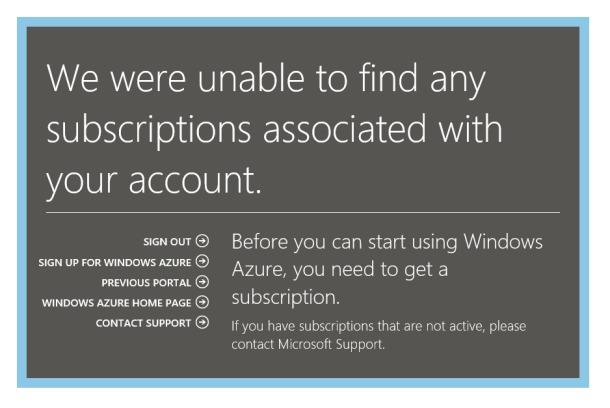 We were unable to find any
subscriptions associated with
your account.
SIGN OUT
SIGN UP FOR WINDOWS AZURE
PREVIOUS PORTAL
WINDOWS AZURE HOME PAGE
CONTACT SUPPORT
Before you can start using Windows
Azure, you need to get a
subscription.
If you have subscriptions that are not active, please
contact Microsoft Support.